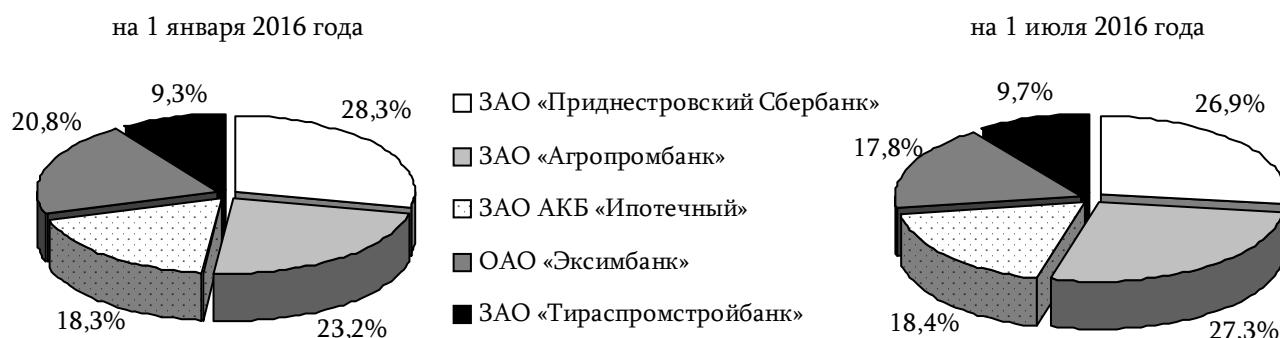 на 1 января 2016 года
9,3%
28,3%
20,8%
18,3%
23,2%
ЗАО «Приднестровский Сбербанк»
ЗАО «Агропромбанк»
ЗАО АКБ «Ипотечный»
ОАО «Эксимбанк»
ЗАО «Тираспромстройбанк»
на 1 июля 2016 года
9,7%
26,9%
17,8%
18,4%
27,3%